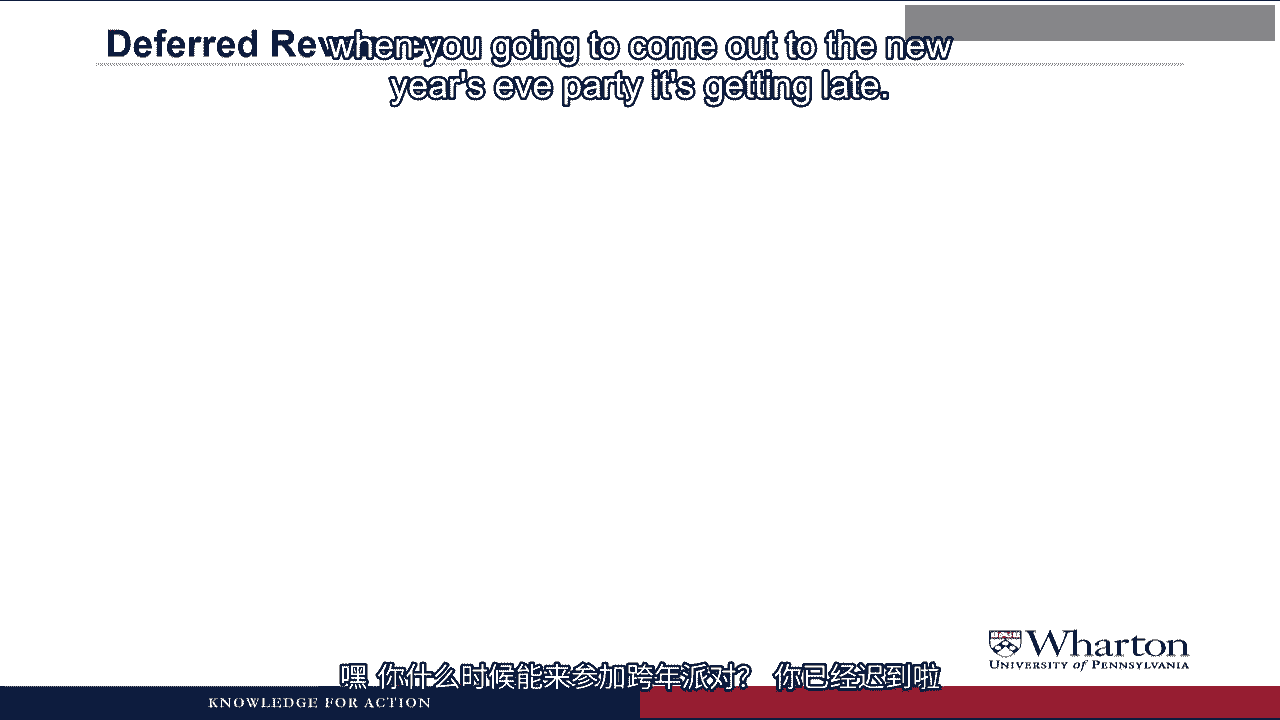 Deferred Rev
when you going to come out to the new
year's eve party it's getting late.
Wharton
UNIVERSITY of PENNSYLVANIA
嘿 你什么时候能来参加跨年派对? 你已经迟到啦
KNOWLEDGE FOR ACTION